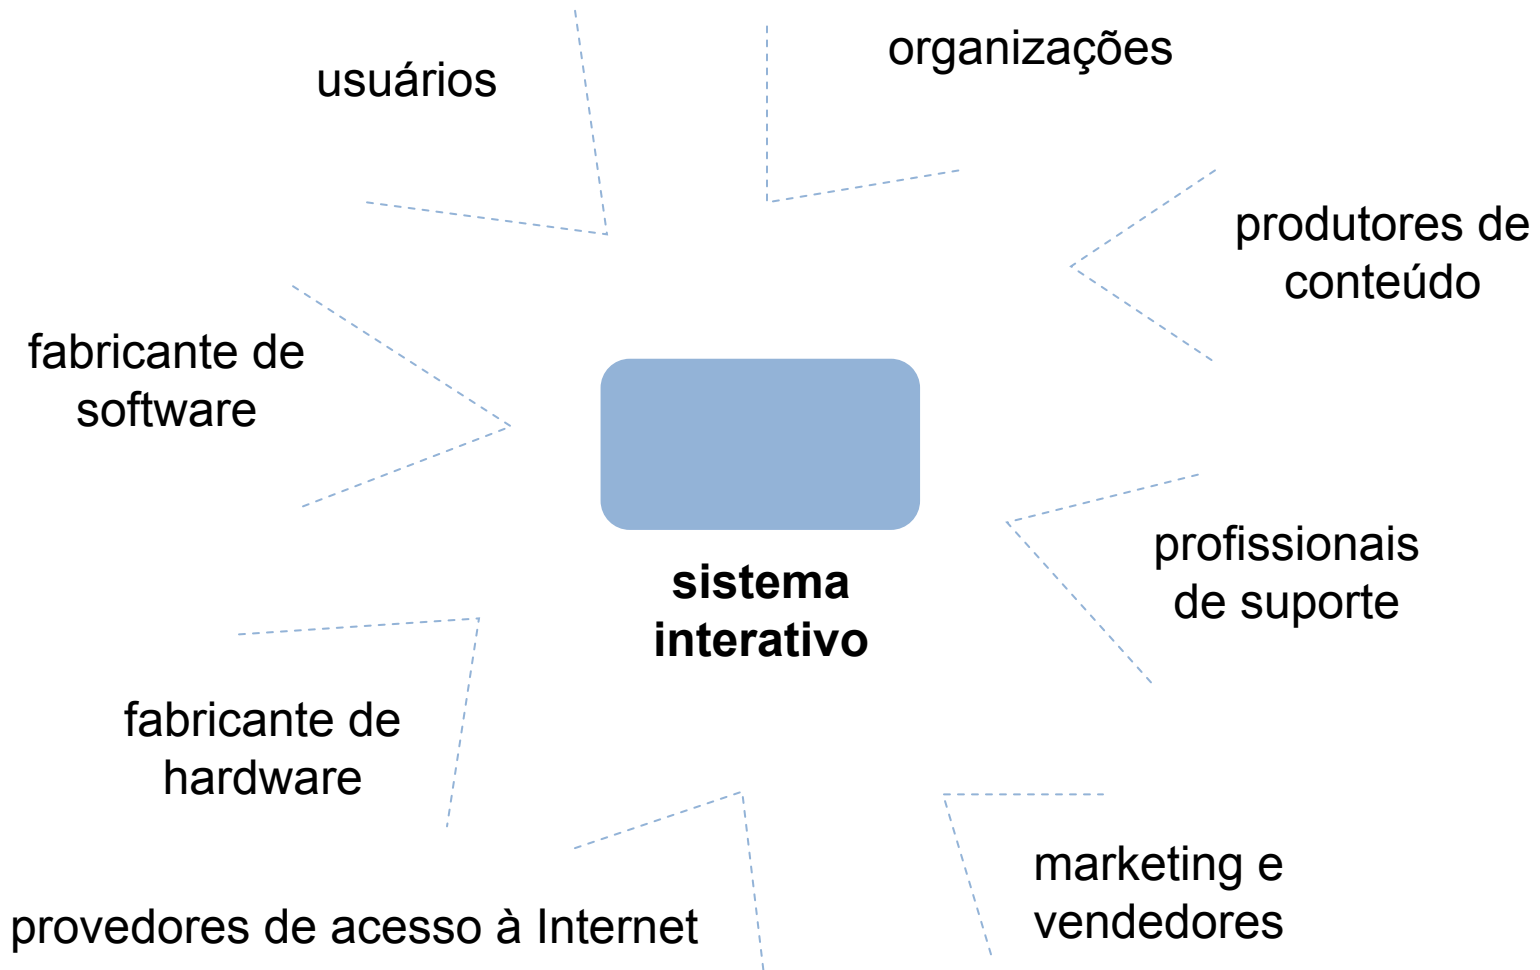 organizações
usuários
produtores de
conteúdo
fabricante de
software
profissionais
de suporte
sistema
interativo
fabricante de
hardware
marketing e
vendedores
provedores de acesso à Internet